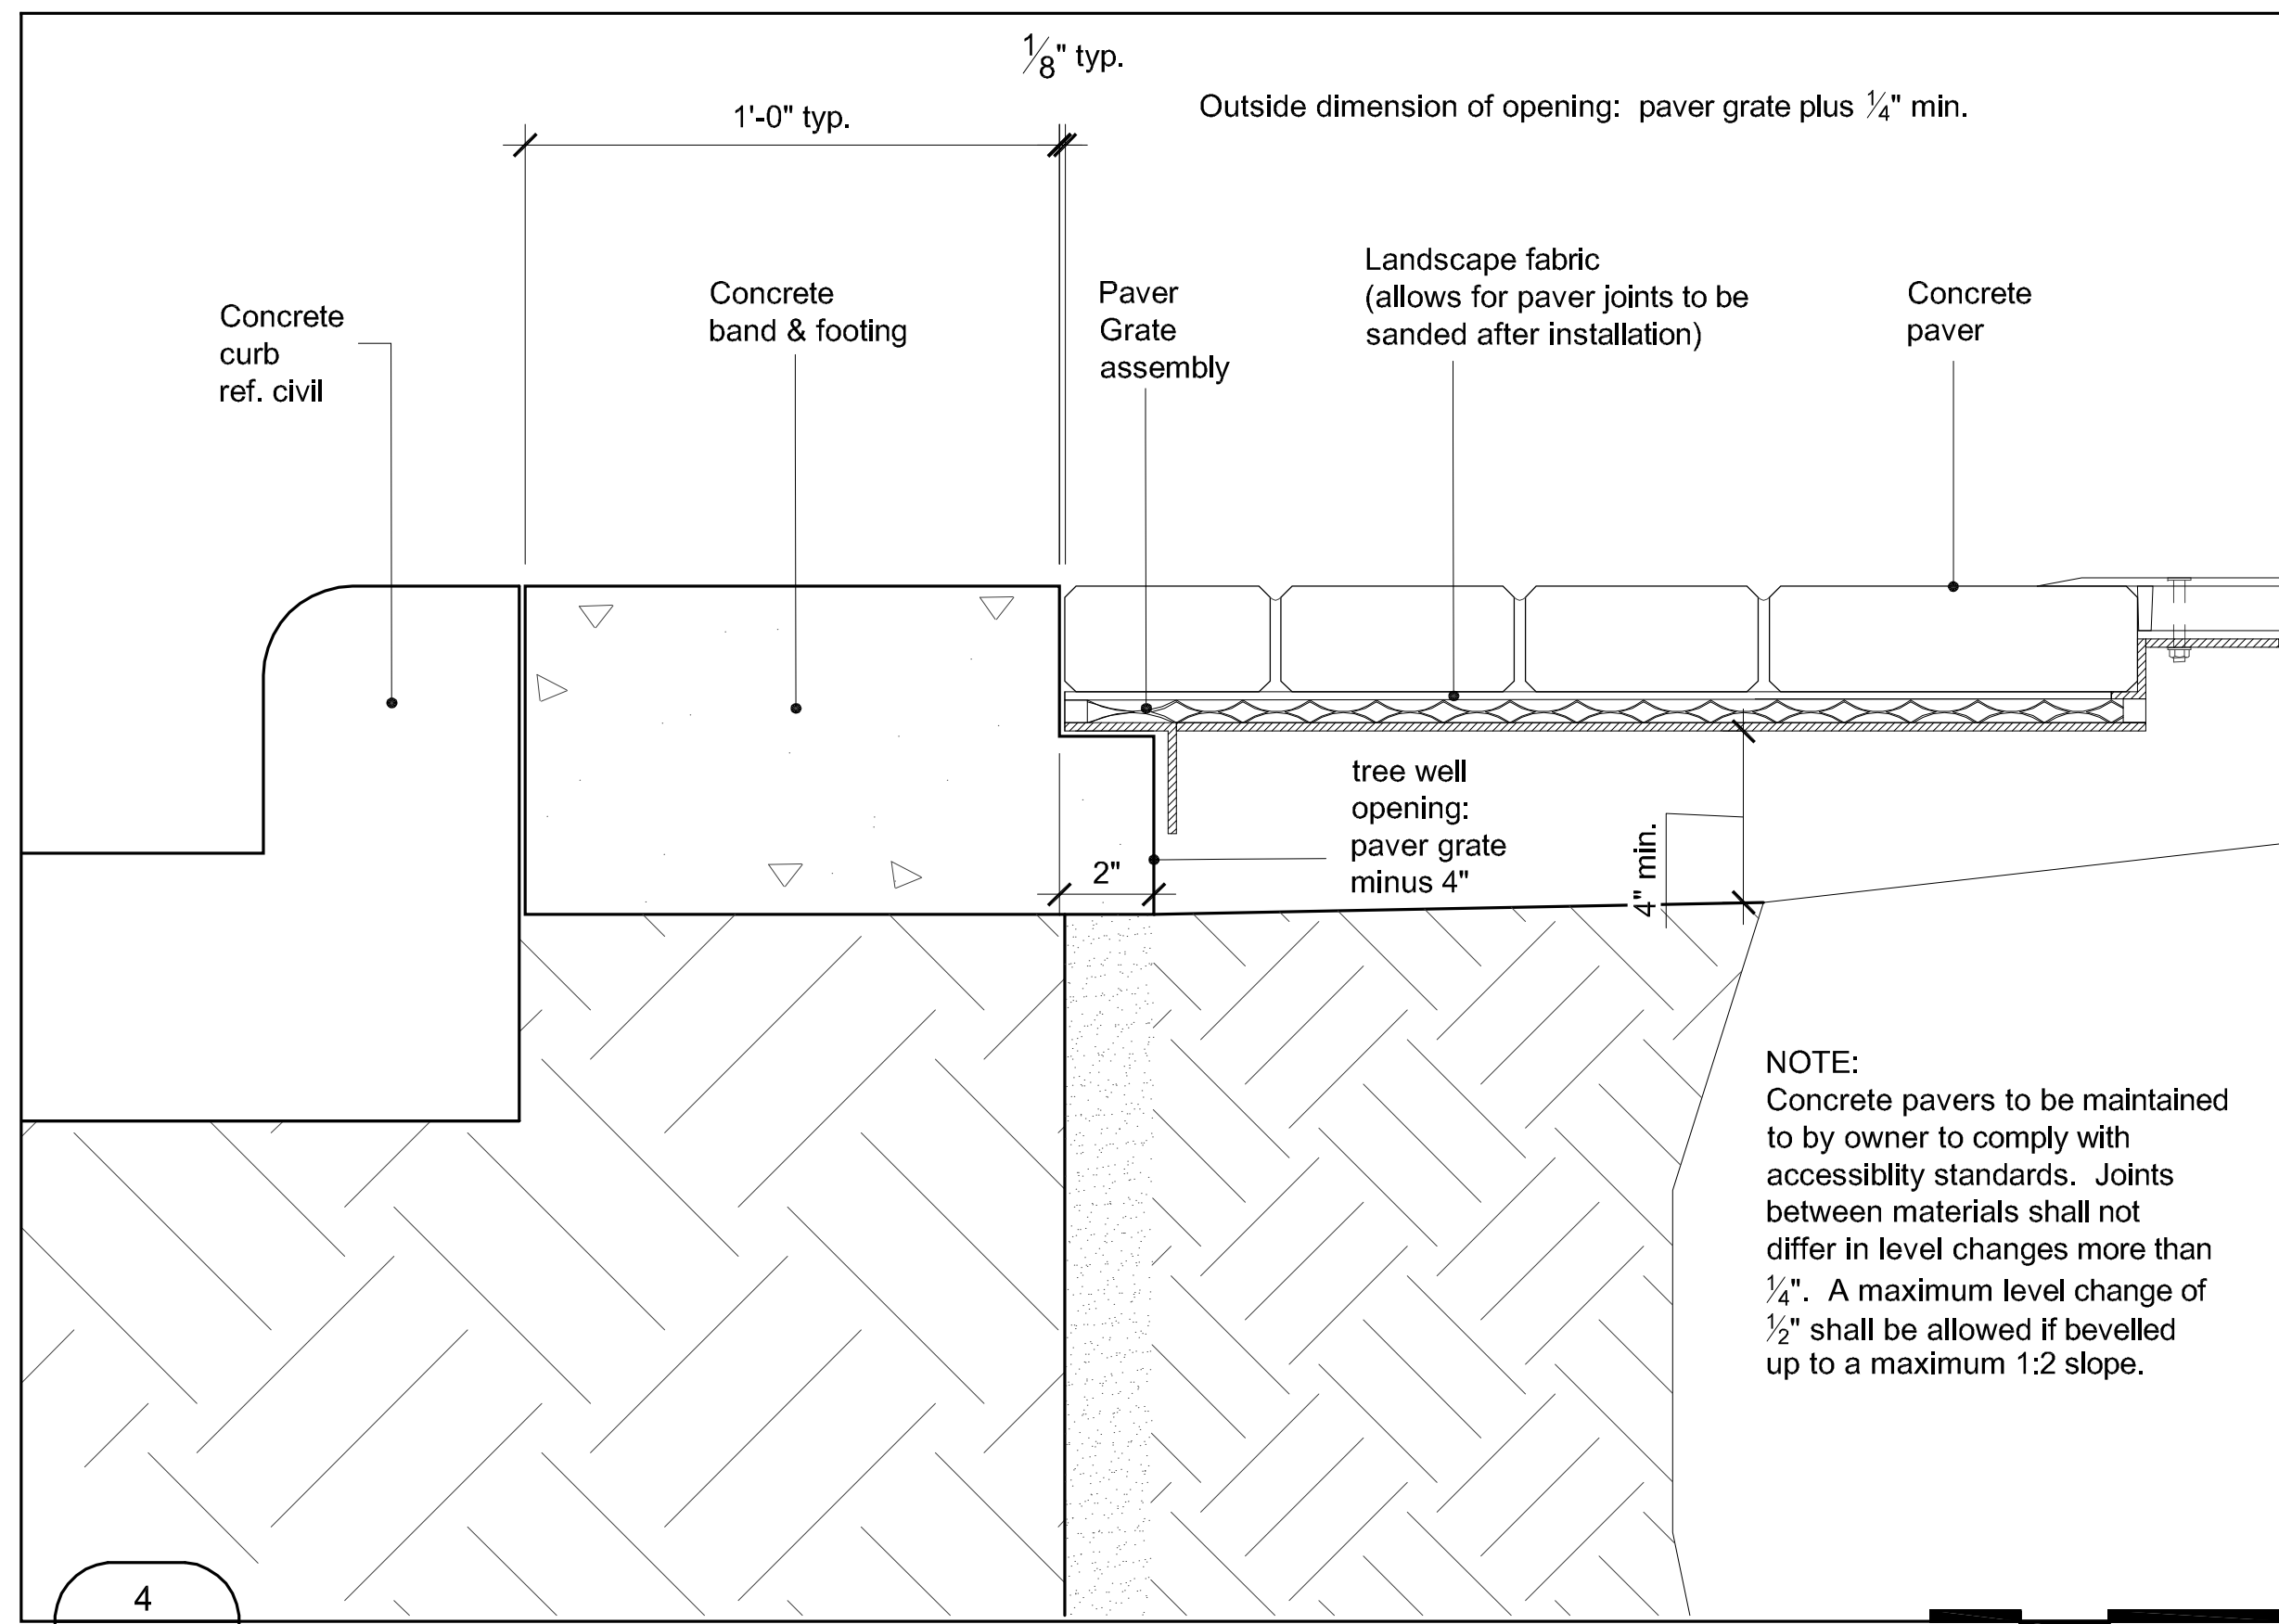 ⅛" typ.
1'-0" typ.
Outside dimension of opening:  paver grate plus ¼" min.
Concrete
curb
ref. civil
Concrete
band & footing
Paver
Grate
assembly
Landscape fabric
(allows for paver joints to be
sanded after installation)
Concrete
paver
tree well
opening:
paver grate
minus 4"
2"
4" min.
NOTE:
Concrete pavers to be maintained
to by owner to comply with
accessiblity standards.  Joints
between materials shall not
differ in level changes more than
¼".  A maximum level change of
½" shall be allowed if bevelled
up to a maximum 1:2 slope.
4